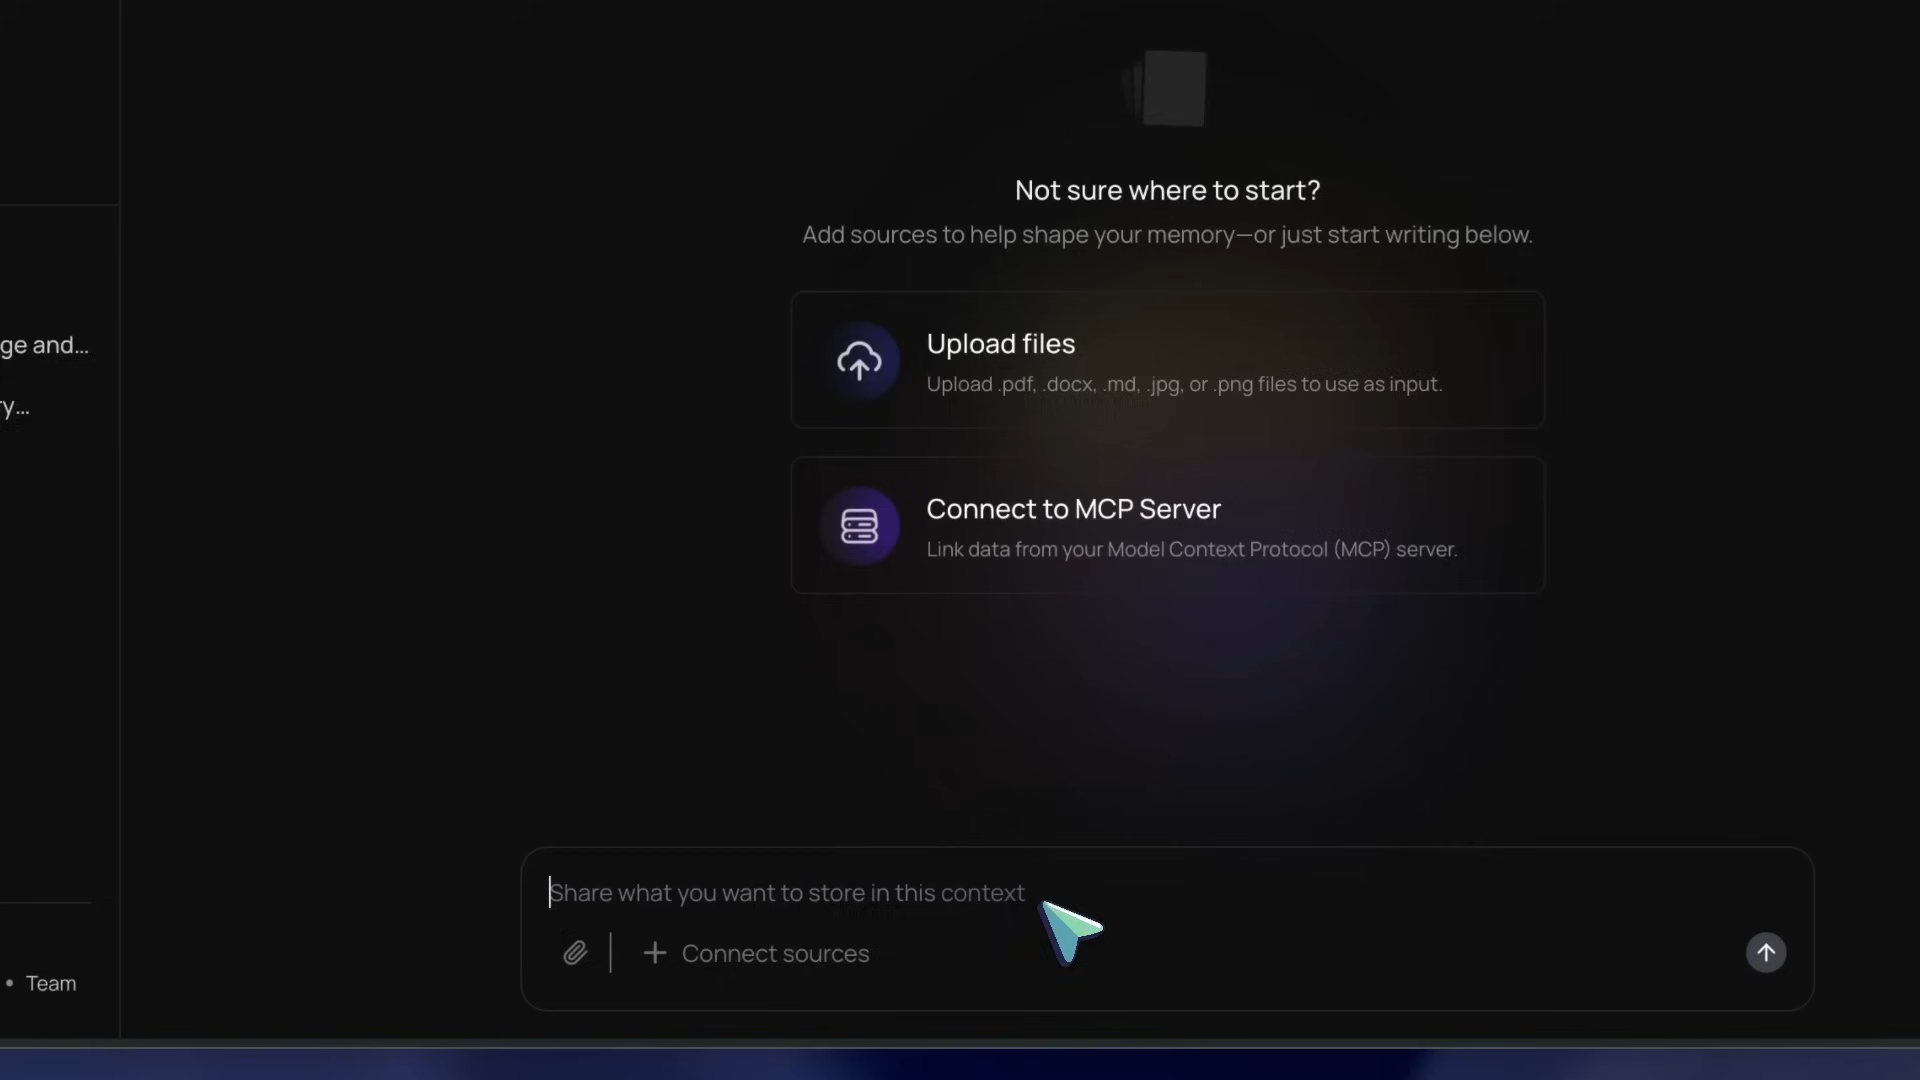 Not sure where to start?
Add sources to help shape your memory—or just start writing below.
Upload files
Upload .pdf, .docx, .md, .jpg, or .png files to use as input.
Connect to MCP Server
Link data from your Model Context Protocol (MCP) server.
ge and...
y...
Share what you want to store in this context
Connect sources
• Team